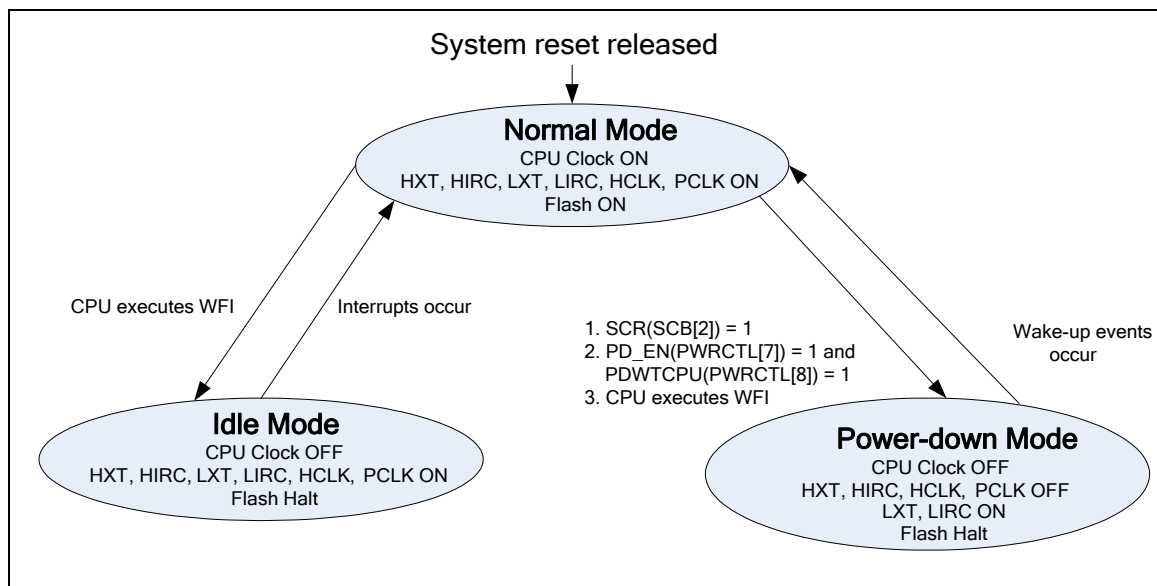 System reset released
Normal Mode
CPU Clock ON
HXT, HIRC, LXT, LIRC, HCLK, PCLK ON
Flash ON
CPU executes WFI
Interrupts occur
1. SCR(SCB[2]) = 1
2. PD_EN(PWRCTL[7]) = 1 and
PDWTCPU(PWRCTL[8]) = 1
3. CPU executes WFI
Wake-up events
occur
Idle Mode
CPU Clock OFF
HXT, HIRC, LXT, LIRC, HCLK, PCLK ON
Flash Halt
Power-down Mode
CPU Clock OFF
HXT, HIRC, HCLK, PCLK OFF
LXT, LIRC ON
Flash Halt